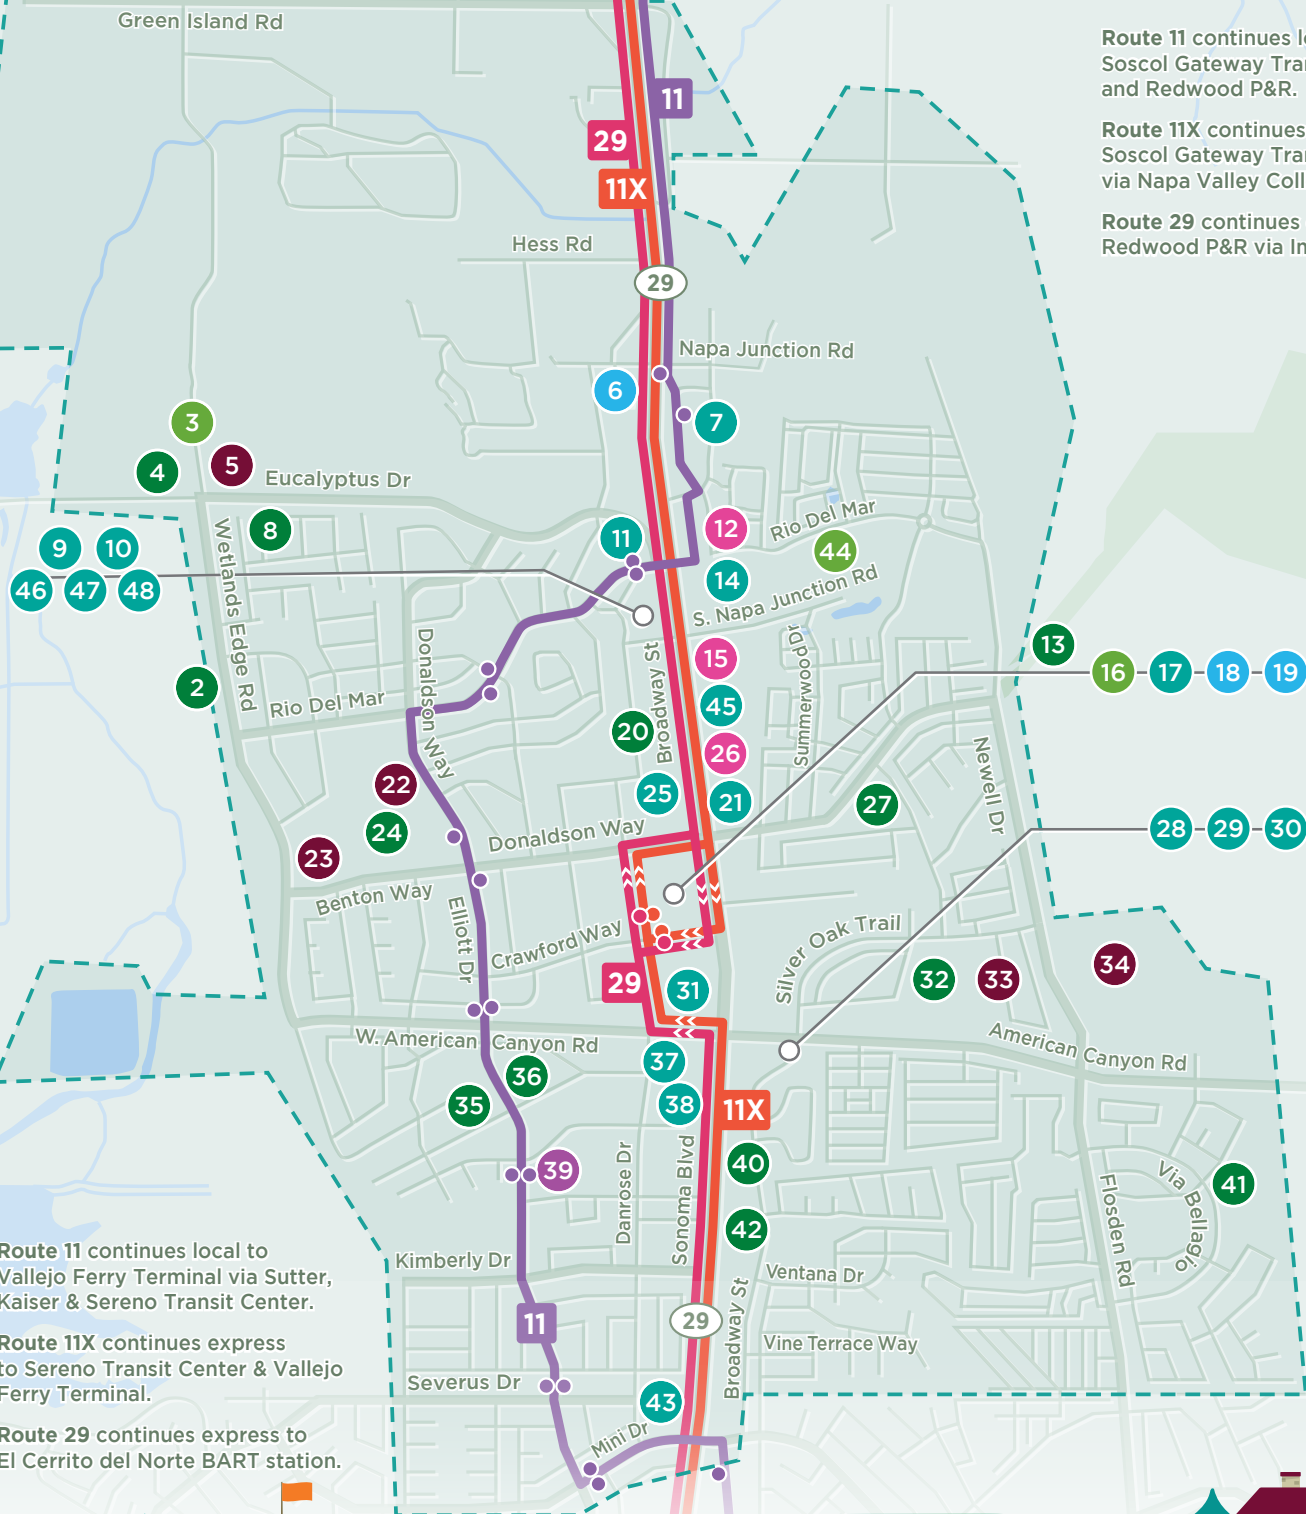 Green Island Rd
Route 11 continues
Soscol Gateway
and Redwood P&R.
Route 11X continues
Soscol Gateway
via Napa Valley
Route 29 continues
Redwood P&R via
11
29
11X
Hess Rd
29
Napa Junction Rd
6
3
7
4
5
Eucalyptus Dr
8
9
10
11
12
Rio Del Mar
44
46
47
48
14
S. Napa Junction Rd
Wetlands Edge Rd
Donaldson Way
Broadway St
Summerwood Dr
13
15
16
17
18
19
2
Rio Del Mar
45
20
26
Newell Dr
22
25
21
27
24
Donaldson Way
28
29
30
23
Benton Way
Elliott Dr
Crawford Way
Silver Oak Trail
29
31
32
33
34
W. American Canyon Rd
American Canyon Rd
37
36
35
38
11X
39
40
41
Danrose Dr
Sonoma Blvd
Flosden Rd
Via Bellagio
42
Route 11 continues local to
Vallejo Ferry Terminal via Sutter,
Kaiser & Sereno Transit Center.
Kimberly Dr
Ventana Dr
11
29
Broadway St
Vine Terrace Way
Route 11X continues express
to Sereno Transit Center & Vallejo
Ferry Terminal.
Severus Dr
43
Mini Dr
Route 29 continues express to
El Cerrito del Norte BART station.